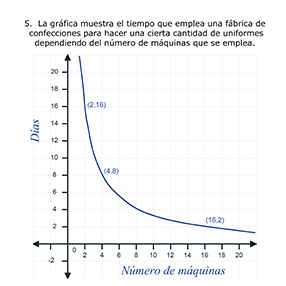 5. La gráfica muestra el tiempo que emplea una fábrica de
confecciones para hacer una cierta cantidad de uniformes
dependiendo del número de máquinas que se emplea.
Días
20
18
16
14
12
10
8
6
4
2
-2
(2,16)
(4,8)
(16,2)
0 2 4 6 8 10 12 14 16 18 20
Número de máquinas